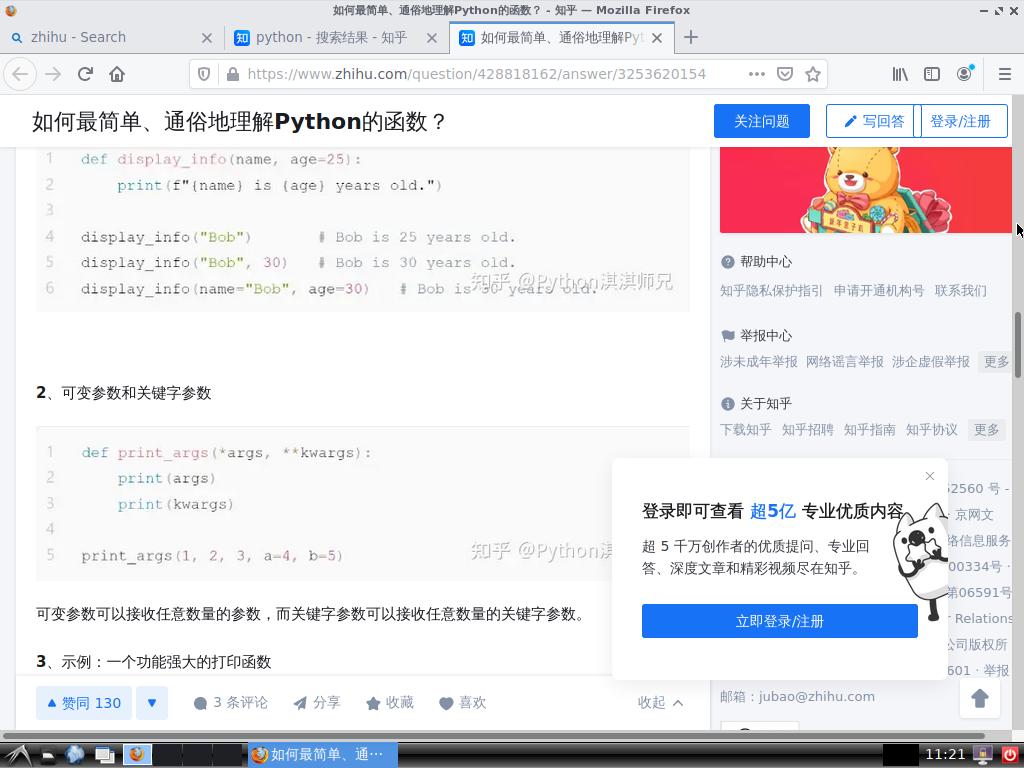 如何最简单、通俗地理解Python的函数？ - 知乎 — Mozilla Firefox
zhihu - Search
python - 搜索结果 - 知乎
如何最简单、通俗地理解Pyt
https://www.zhihu.com/question/428818162/answer/3253620154
如何最简单、通俗地理解Python的函数？
关注问题
写回答
登录/注册
1 def display_info(name, age=25):
2 print(f"{name} is {age} years old.")
3
4 display_info("Bob") # Bob is 25 years old.
5 display_info("Bob", 30) # Bob is 30 years old.
6 display_info(name="Bob", age=30) # Bob is 30 years old.
知乎 @Python淇淇师兄
2、可变参数和关键字参数
1 def print_args(*args, **kwargs):
2 print(args)
3 print(kwargs)
4
5 print_args(1, 2, 3, a=4, b=5)
知乎 @Python淇
可变参数可以接收任意数量的参数，而关键字参数可以接收任意数量的关键字参数。
3、示例：一个功能强大的打印函数
赞同 130
3 条评论
分享
收藏
喜欢
收起
帮助中心
知乎隐私保护指引 申请开通机构号 联系我们
举报中心
涉未成年举报 网络谣言举报 涉企虚假举报 更多
关于知乎
下载知乎 知乎招聘 知乎指南 知乎协议 更多
52560 号 -
· 京网文
络信息服务
00334号 ·
第06591号
r Relations
公司版权所
601 · 举报
邮箱：jubao@zhihu.com
登录即可查看 超5亿 专业优质内容
超 5 千万创作者的优质提问、专业回
答、深度文章和精彩视频尽在知乎。
立即登录/注册
如何最简单、通…
11:21